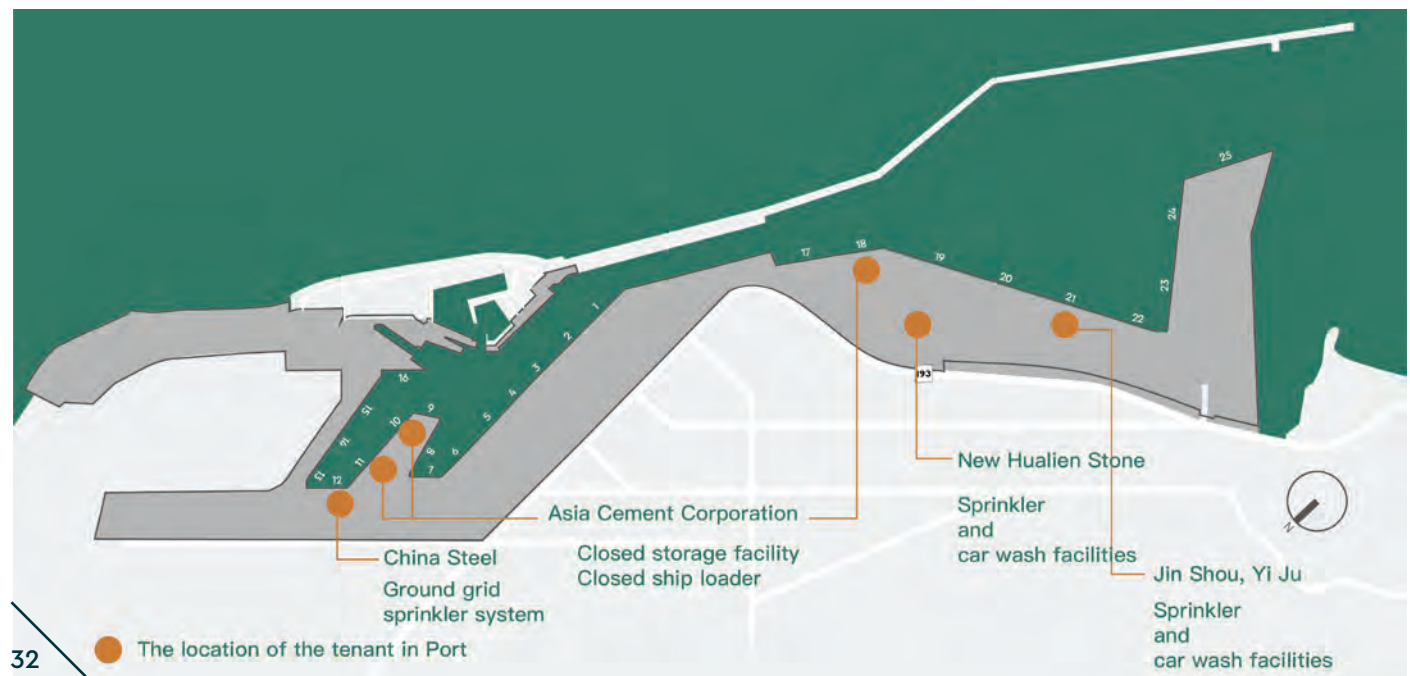 25
24
23
22
21
20
19
18
17
193
1
2
3
4
5
6
7
8
9
10
11
12
13
14
15
16
New Hualien Stone
Sprinkler
and
car wash facilities
Asia Cement Corporation
Closed storage facility
Closed ship loader
China Steel
Ground grid
sprinkler system
Jin Shou, Yi Ju
Sprinkler
and
car wash facilities
N
The location of the tenant in Port
32